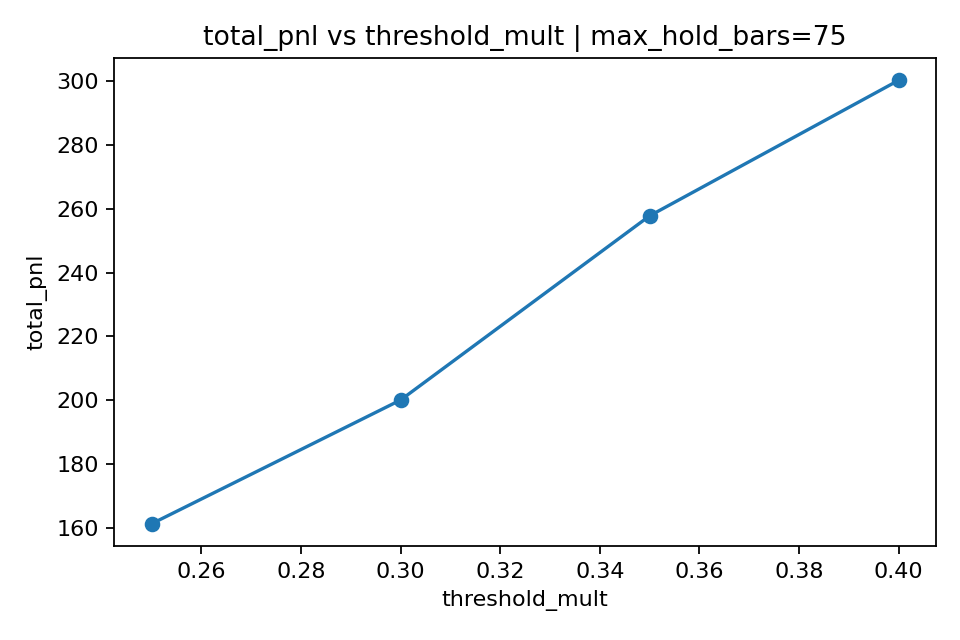 total_pnl vs threshold_mult | max_hold_bars=75
300
280
260
240
220
200
180
160
total_pnl
0.26 0.28 0.30 0.32 0.34 0.36 0.38 0.40
threshold_mult